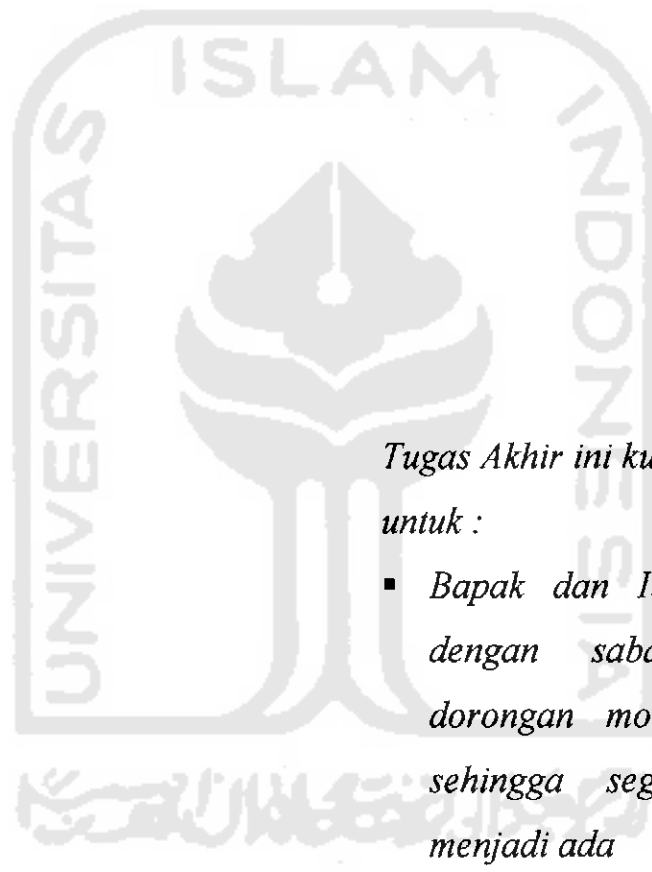 UNIVERSITAS ISLAM INDONESIA
Tugas Akhir ini ku
untuk :
▪ Bapak dan
dengan saba
dorongan mo
sehingga seg
menjadi ada